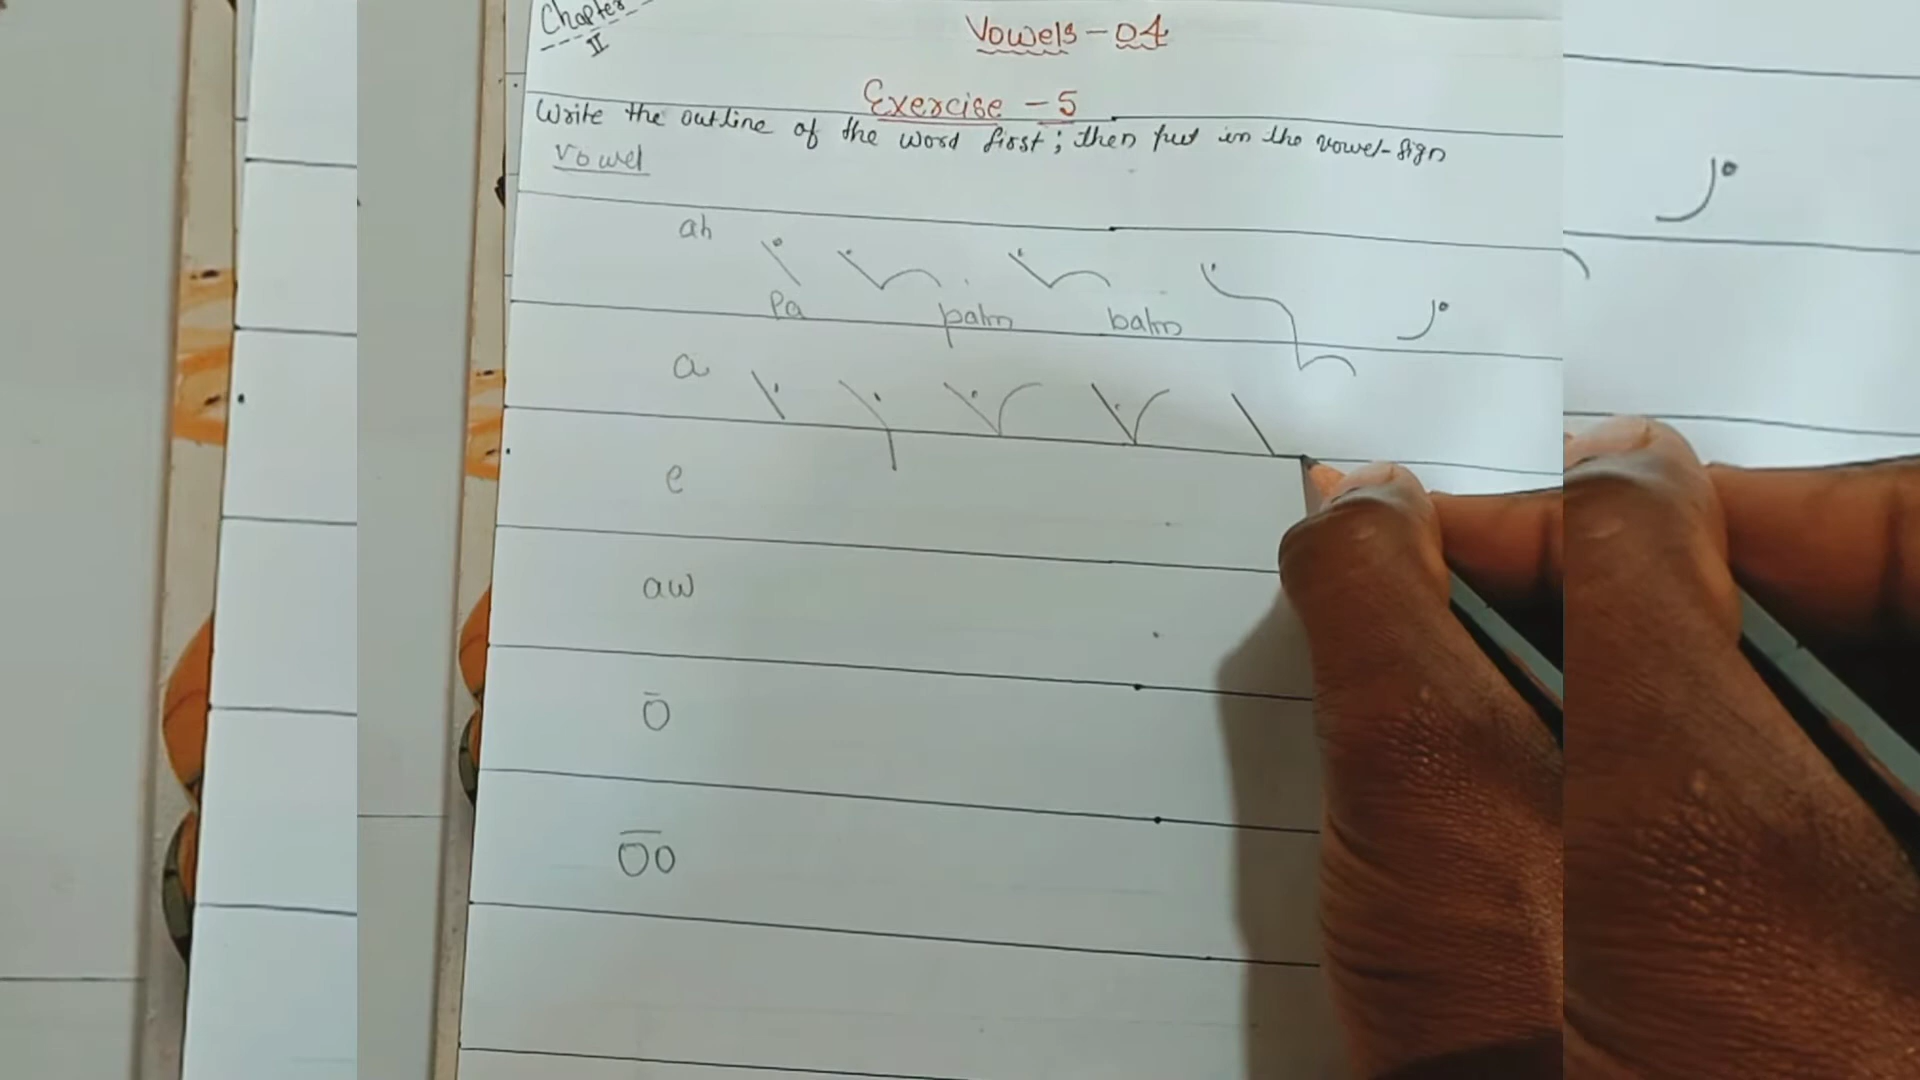 Chapter
II
Vowels - 04
Exercise - 5
Write the outline of the word first; then put in the vowel-sign
Vowel
ah
Pa palm balm
a
e
aw
ō
o̅o